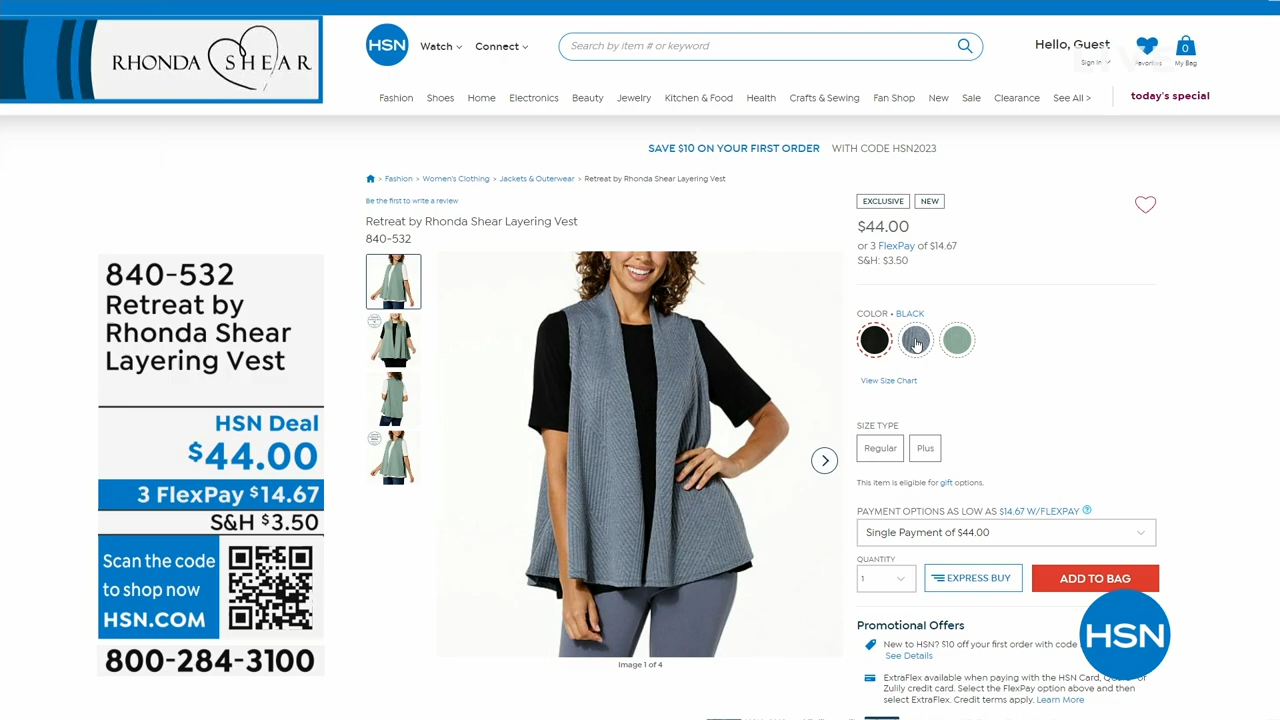 RHONDA SHEAR
HSN
Watch
Connect
Search by item # or keyword
Hello, Guest
Sign In
Favorites
0
My Bag
Fashion Shoes Home Electronics Beauty Jewelry Kitchen & Food Health Crafts & Sewing Fan Shop New Sale Clearance See All >
today's special
SAVE $10 ON YOUR FIRST ORDER WITH CODE HSN2023
> Fashion > Women's Clothing > Jackets & Outerwear > Retreat by Rhonda Shear Layering Vest
Be the first to write a review
Retreat by Rhonda Shear Layering Vest
840-532
Image 1 of 4
EXCLUSIVE NEW
$44.00
or 3 FlexPay of $14.67
S&H: $3.50
COLOR • BLACK
View Size Chart
SIZE TYPE
Regular Plus
This item is eligible for gift options.
PAYMENT OPTIONS AS LOW AS $14.67 W/FLEXPAY
Single Payment of $44.00
QUANTITY
1
EXPRESS BUY
ADD TO BAG
Promotional Offers
New to HSN? $10 off your first order with code
See Details
ExtraFlex available when paying with the HSN Card, or
Zulily credit card. Select the FlexPay option above and then
select ExtraFlex. Credit terms apply. Learn More
HSN
840-532
Retreat by
Rhonda Shear
Layering Vest
HSN Deal
$44.00
3 FlexPay $14.67
S&H $3.50
Scan the code
to shop now
HSN.COM
800-284-3100